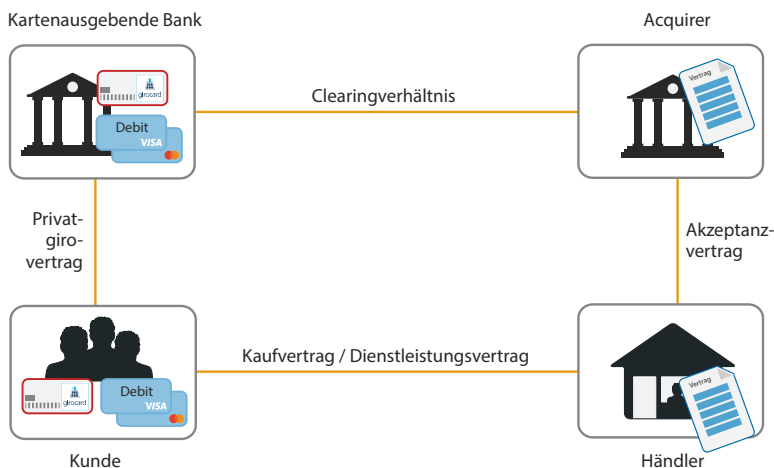 Kartenausgebende Bank
Acquirer
girocard
Debit
VISA
Clearingverhältnis
Vertrag
Privat-
giro-
vertrag
Akzeptanz-
vertrag
Kaufvertrag / Dienstleistungsvertrag
girocard
Debit
VISA
Vertrag
Kunde
Händler